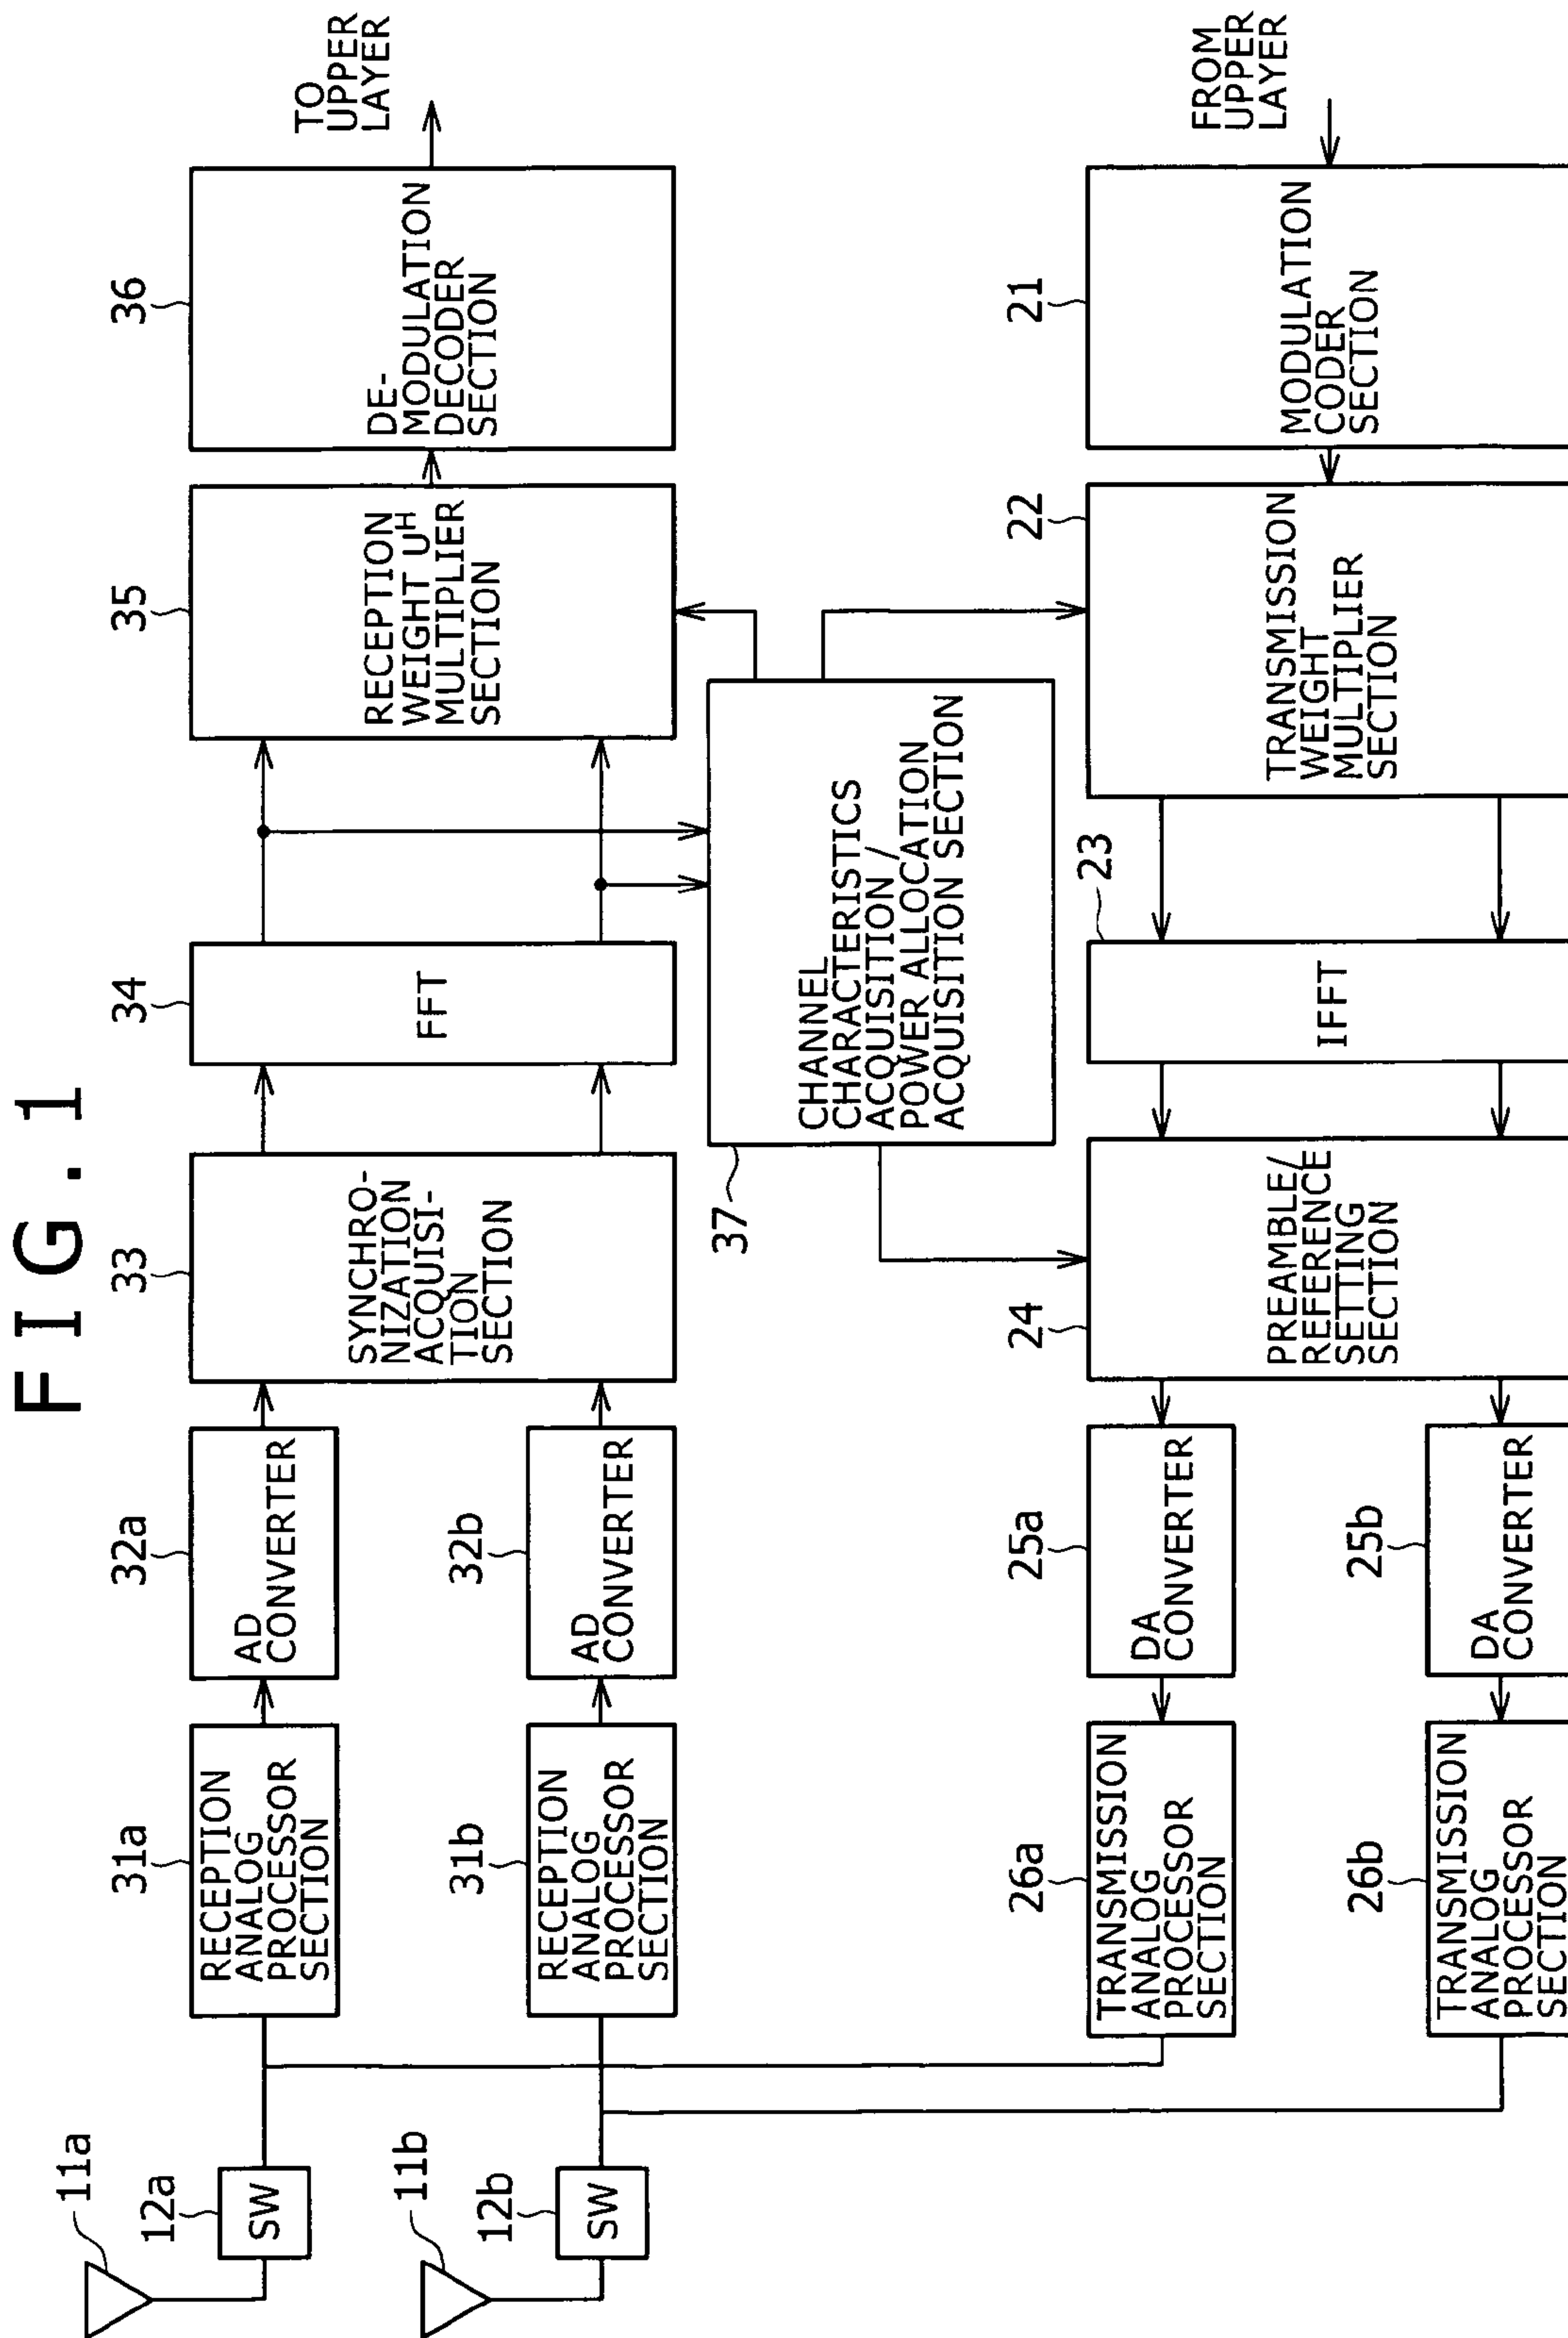 FIG.1
11a
12a
SW
31a
RECEPTION
ANALOG
PROCESSOR
SECTION
32a
AD
CONVERTER
33
SYNCHRO-
NIZATION
ACQUISI-
TION
SECTION
34
FFT
35
RECEPTION
WEIGHT U^H
MULTIPLIER
SECTION
36
DE-
MODULATION
DECODER
SECTION
TO
UPPER
LAYER
11b
12b
SW
31b
RECEPTION
ANALOG
PROCESSOR
SECTION
32b
AD
CONVERTER
37
CHANNEL
CHARACTERISTICS
ACQUISITION/
POWER ALLOCATION
ACQUISITION SECTION
26a
TRANSMISSION
ANALOG
PROCESSOR
SECTION
25a
DA
CONVERTER
24
PREAMBLE/
REFERENCE
SETTING
SECTION
23
IFFT
22
TRANSMISSION
WEIGHT
MULTIPLIER
SECTION
21
MODULATION
CODER
SECTION
FROM
UPPER
LAYER
26b
TRANSMISSION
ANALOG
PROCESSOR
SECTION
25b
DA
CONVERTER